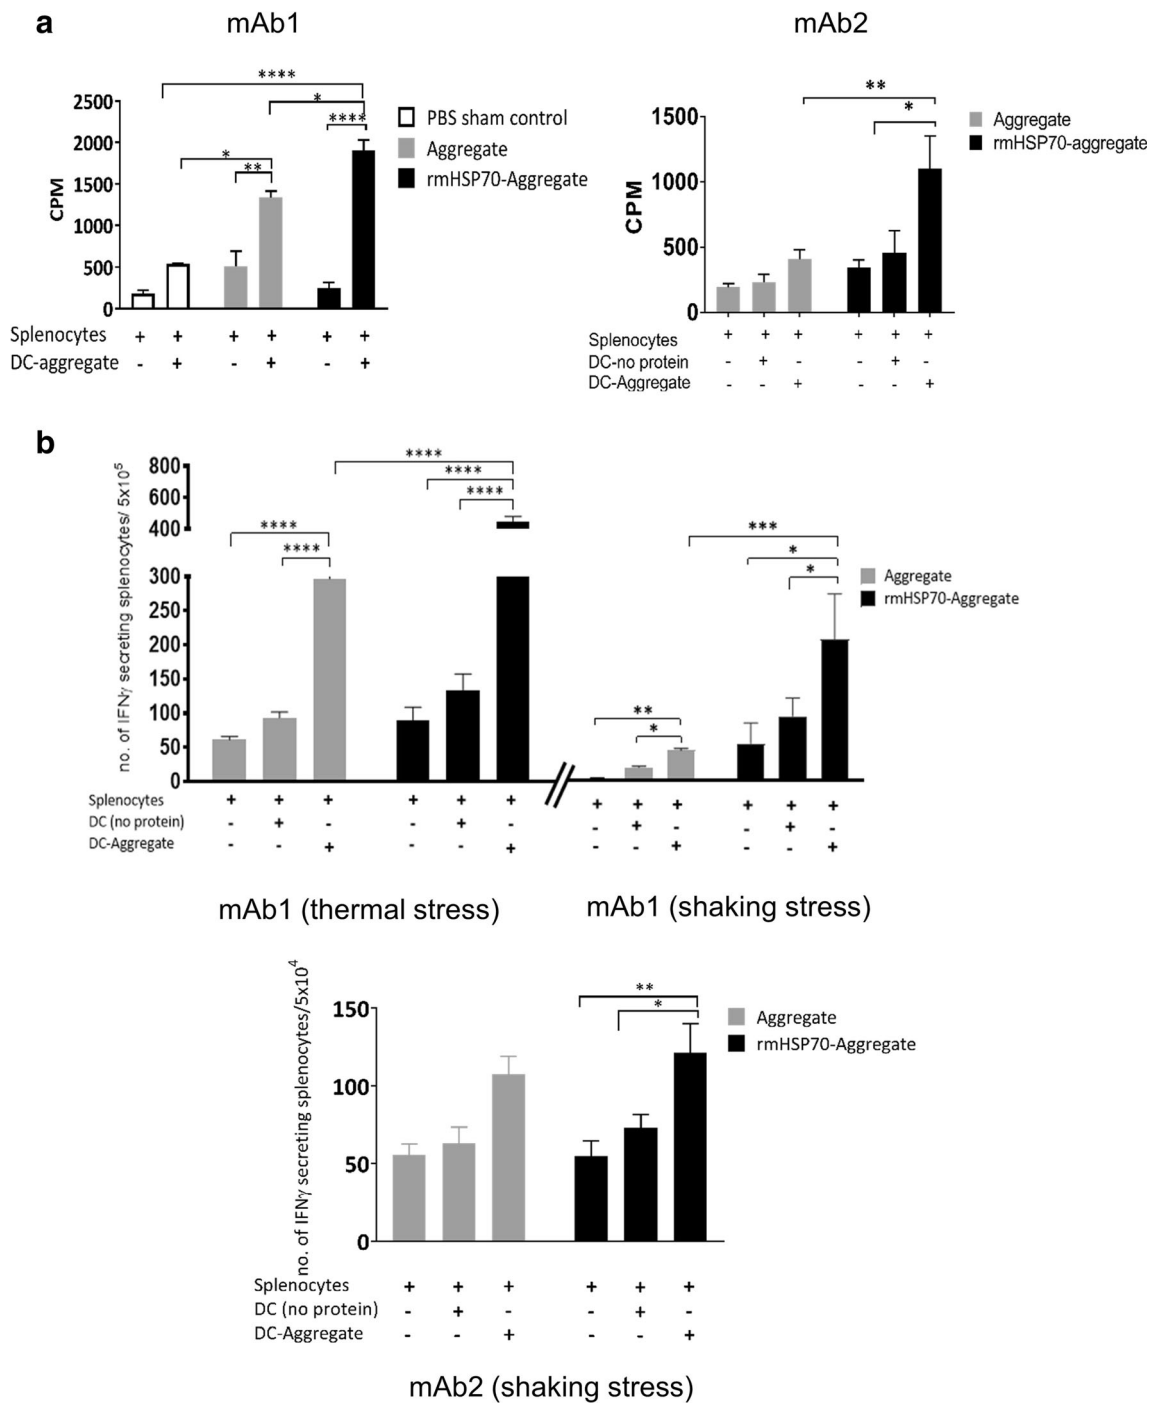 a
mAb1
mAb2
****
*
****
*
**
2500
2000
1500
1000
500
0
CPM
PBS sham control
Aggregate
rmHSP70-Aggregate
Splenocytes + + + + + +
DC-aggregate - + - + - +
**
*
1500
1000
500
0
CPM
Aggregate
rmHSP70-aggregate
Splenocytes + + + + + +
DC-no protein - + - - + -
DC-Aggregate - - + - - +
b
no. of IFNγ secreting splenocytes/ 5x10⁵
800
600
400
300
250
200
150
100
50
0
****
****
****
****
****
***
*
*
**
*
Aggregate
rmHSP70-Aggregate
Splenocytes + + + + + + + + + + + +
DC (no protein) - + - - + - - + - - + -
DC-Aggregate - - + - - + - - + - - +
mAb1 (thermal stress)
mAb1 (shaking stress)
no. of IFNγ secreting splenocytes/5x10⁴
150
100
50
0
**
*
Aggregate
rmHSP70-Aggregate
Splenocytes + + + + + +
DC (no protein) - + - - + -
DC-Aggregate - - + - - +
mAb2 (shaking stress)